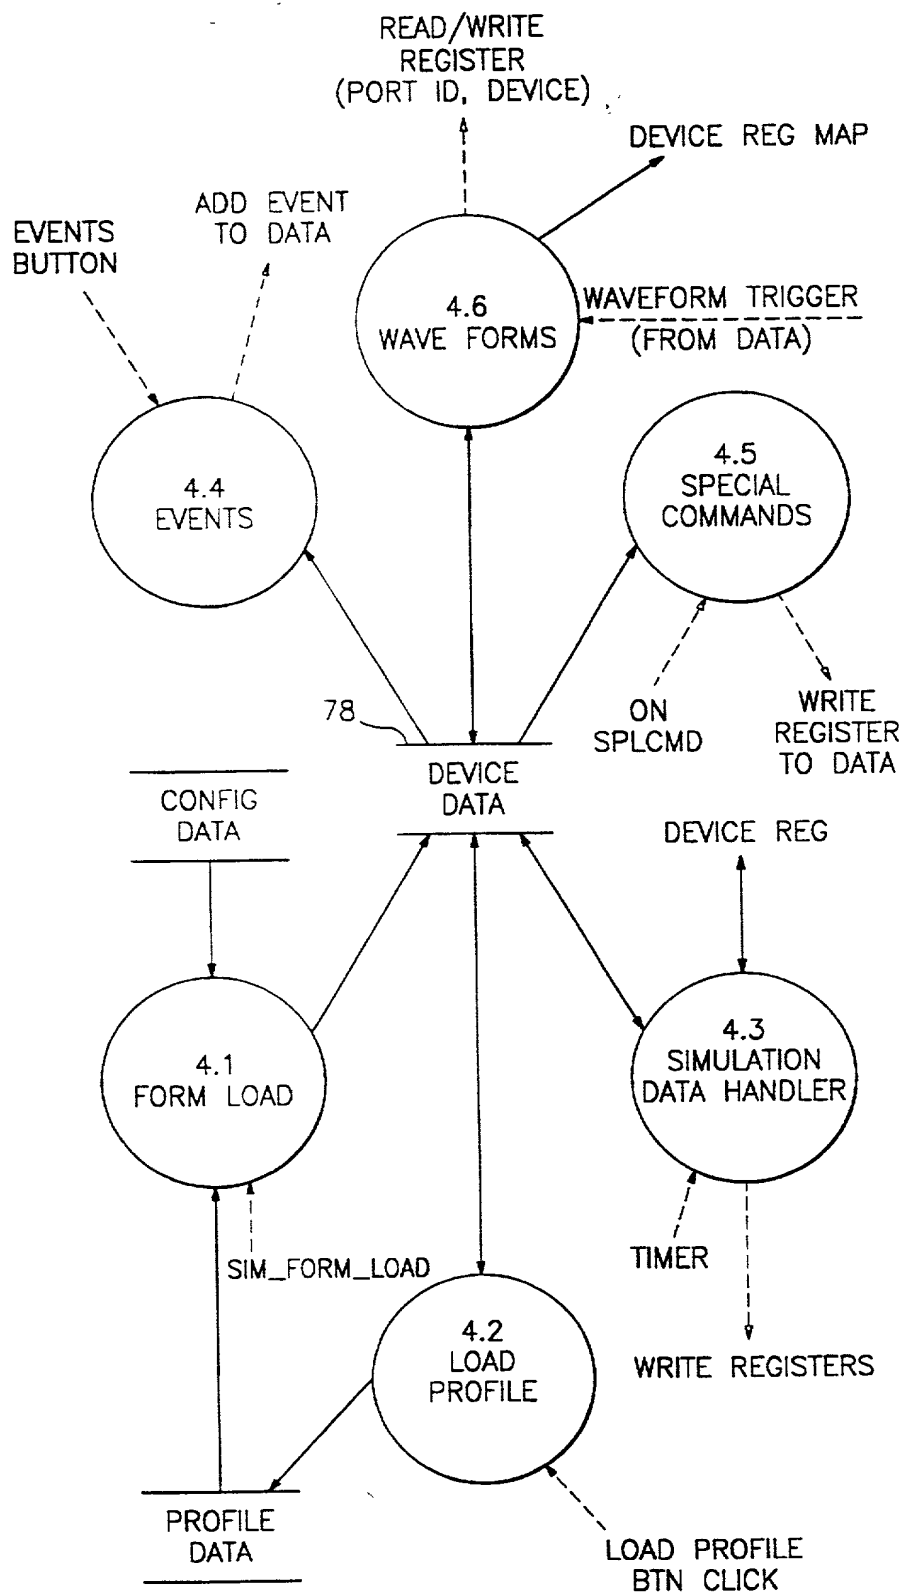 READ/WRITE
REGISTER
(PORT ID, DEVICE)
DEVICE REG MAP
ADD EVENT
TO DATA
EVENTS
BUTTON
4.6
WAVE FORMS
WAVEFORM TRIGGER
(FROM DATA)
4.4
EVENTS
4.5
SPECIAL
COMMANDS
78
ON
SPLCMD
WRITE
REGISTER
TO DATA
DEVICE
DATA
CONFIG
DATA
DEVICE REG
4.1
FORM LOAD
4.3
SIMULATION
DATA HANDLER
SIM_FORM_LOAD
TIMER
4.2
LOAD
PROFILE
WRITE REGISTERS
PROFILE
DATA
LOAD PROFILE
BTN CLICK